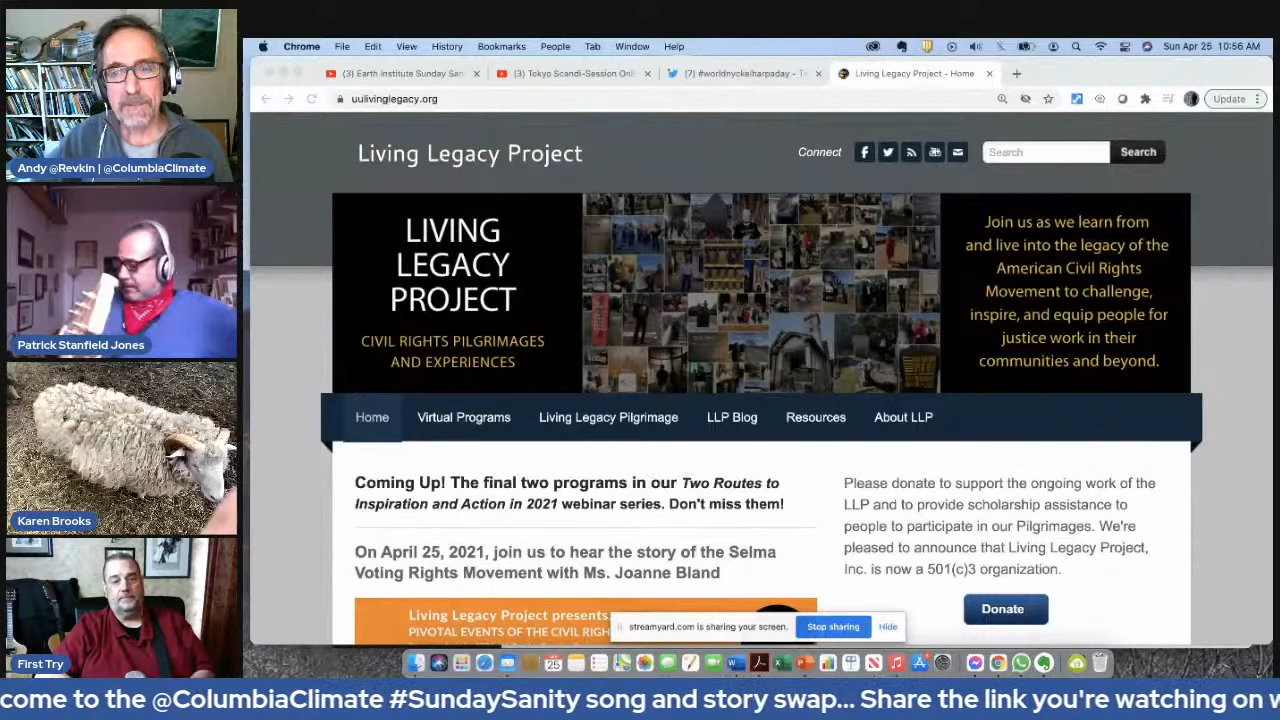 Andy @Revkin | @ColumbiaClimate
Patrick Stanfield Jones
Karen Brooks
First Try
Chrome File Edit View History Bookmarks People Tab Window Help
Sun Apr 25 10:56 AM
(3) Earth Institute Sunday San
(3) Tokyo Scandi-Session Onl
(7) #worldnyckelharpaday - T
Living Legacy Project - Home
uulivinglegacy.org
Update
Living Legacy Project
Connect
Search
Search
LIVING
LEGACY
PROJECT
CIVIL RIGHTS PILGRIMAGES
AND EXPERIENCES
Join us as we learn from
and live into the legacy of the
American Civil Rights
Movement to challenge,
inspire, and equip people for
justice work in their
communities and beyond.
Home Virtual Programs Living Legacy Pilgrimage LLP Blog Resources About LLP
Coming Up! The final two programs in our Two Routes to
Inspiration and Action in 2021 webinar series. Don't miss them!
On April 25, 2021, join us to hear the story of the Selma
Voting Rights Movement with Ms. Joanne Bland
Living Legacy Project presents
PIVOTAL EVENTS OF THE CIVIL RIGH
Please donate to support the ongoing work of the
LLP and to provide scholarship assistance to
people to participate in our Pilgrimages. We're
pleased to announce that Living Legacy Project,
Inc. is now a 501(c)3 organization.
Donate
streamyard.com is sharing your screen.
Stop sharing
Hide
25
come to the @ColumbiaClimate #SundaySanity song and story swap... Share the link you're watching on w